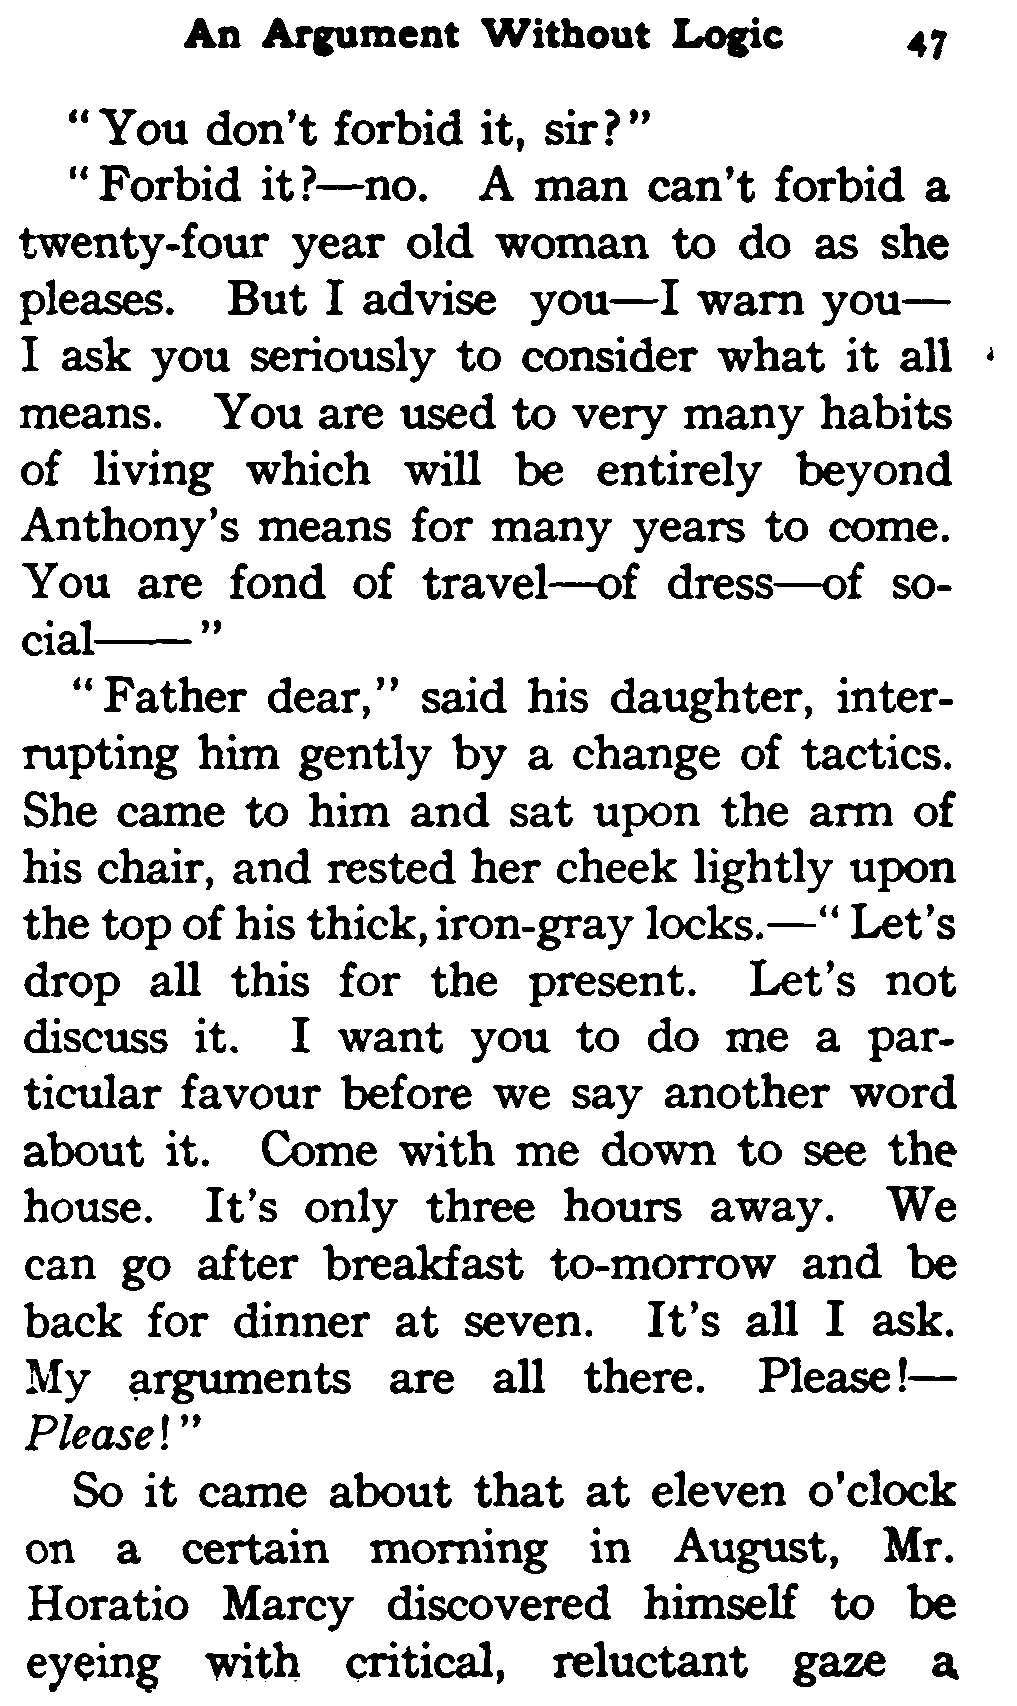 An Argument Without Logic 47
"You don't forbid it, sir?"
"Forbid it?—no. A man can't forbid a
twenty-four year old woman to do as she
pleases. But I advise you—I warn you—
I ask you seriously to consider what it all
means. You are used to very many habits
of living which will be entirely beyond
Anthony's means for many years to come.
You are fond of travel—of dress—of so-
cial——"
"Father dear," said his daughter, inter-
rupting him gently by a change of tactics.
She came to him and sat upon the arm of
his chair, and rested her cheek lightly upon
the top of his thick, iron-gray locks.—"Let's
drop all this for the present. Let's not
discuss it. I want you to do me a par-
ticular favour before we say another word
about it. Come with me down to see the
house. It's only three hours away. We
can go after breakfast to-morrow and be
back for dinner at seven. It's all I ask.
My arguments are all there. Please!—
Please!"
So it came about that at eleven o'clock
on a certain morning in August, Mr.
Horatio Marcy discovered himself to be
eyeing with critical, reluctant gaze a